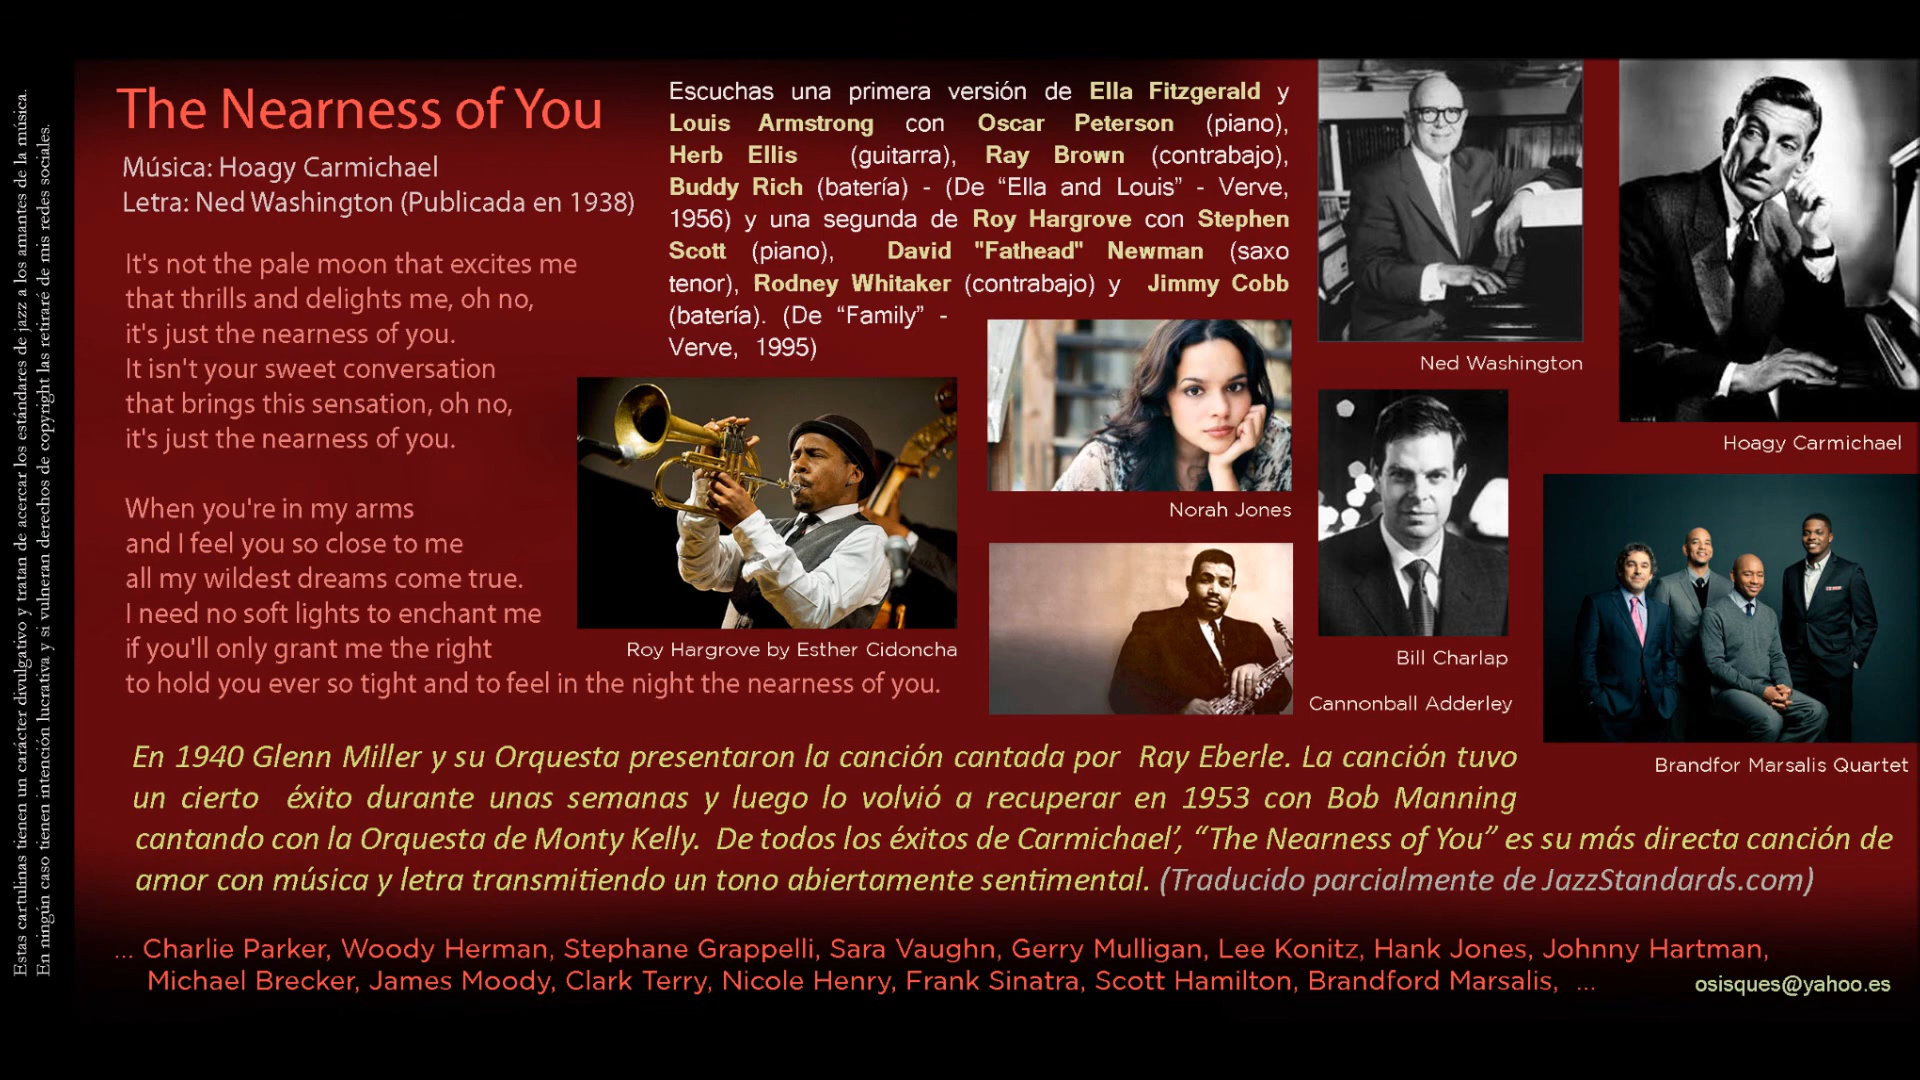 Estas cartulinas tienen un carácter divulgativo y tratan de acercar los estándares de jazz a los amantes de la música.
En ningún caso tienen intención lucrativa y si vulneran derechos de copyright las retiraré de mis redes sociales.
The Nearness of You
Música: Hoagy Carmichael
Letra: Ned Washington (Publicada en 1938)
It's not the pale moon that excites me
that thrills and delights me, oh no,
it's just the nearness of you.
It isn't your sweet conversation
that brings this sensation, oh no,
it's just the nearness of you.
When you're in my arms
and I feel you so close to me
all my wildest dreams come true.
I need no soft lights to enchant me
if you'll only grant me the right
to hold you ever so tight and to feel in the night the nearness of you.
Escuchas una primera versión de Ella Fitzgerald y
Louis Armstrong con Oscar Peterson (piano),
Herb Ellis (guitarra), Ray Brown (contrabajo),
Buddy Rich (batería) - (De “Ella and Louis” - Verve,
1956) y una segunda de Roy Hargrove con Stephen
Scott (piano), David "Fathead" Newman (saxo
tenor), Rodney Whitaker (contrabajo) y Jimmy Cobb
(batería). (De “Family” -
Verve, 1995)
Ned Washington
Hoagy Carmichael
Norah Jones
Roy Hargrove by Esther Cidoncha
Bill Charlap
Cannonball Adderley
Brandfor Marsalis Quartet
En 1940 Glenn Miller y su Orquesta presentaron la canción cantada por Ray Eberle. La canción tuvo
un cierto éxito durante unas semanas y luego lo volvió a recuperar en 1953 con Bob Manning
cantando con la Orquesta de Monty Kelly. De todos los éxitos de Carmichael’, “The Nearness of You” es su más directa canción de
amor con música y letra transmitiendo un tono abiertamente sentimental. (Traducido parcialmente de JazzStandards.com)
... Charlie Parker, Woody Herman, Stephane Grappelli, Sara Vaughn, Gerry Mulligan, Lee Konitz, Hank Jones, Johnny Hartman,
Michael Brecker, James Moody, Clark Terry, Nicole Henry, Frank Sinatra, Scott Hamilton, Brandford Marsalis, ...
osisques@yahoo.es